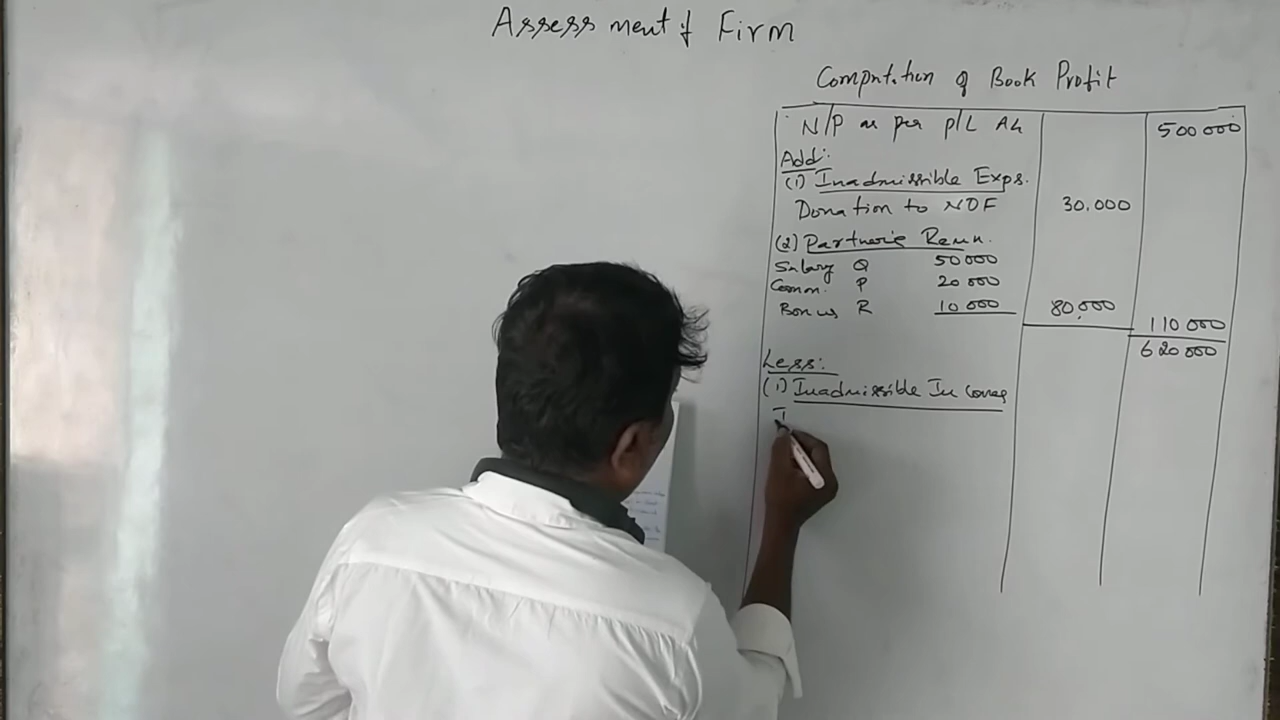 Assessment of Firm
Computation of Book Profit
N/P as per P/L A/c 500000
Add:
(1) Inadmissible Exps.
Donation to NDF 30,000
(2) Partner's Remn.
Salary Q 50000
Comm. P 20000
Bonus R 10000 80,000 110000
620000
Less:
(1) Inadmissible Incomes